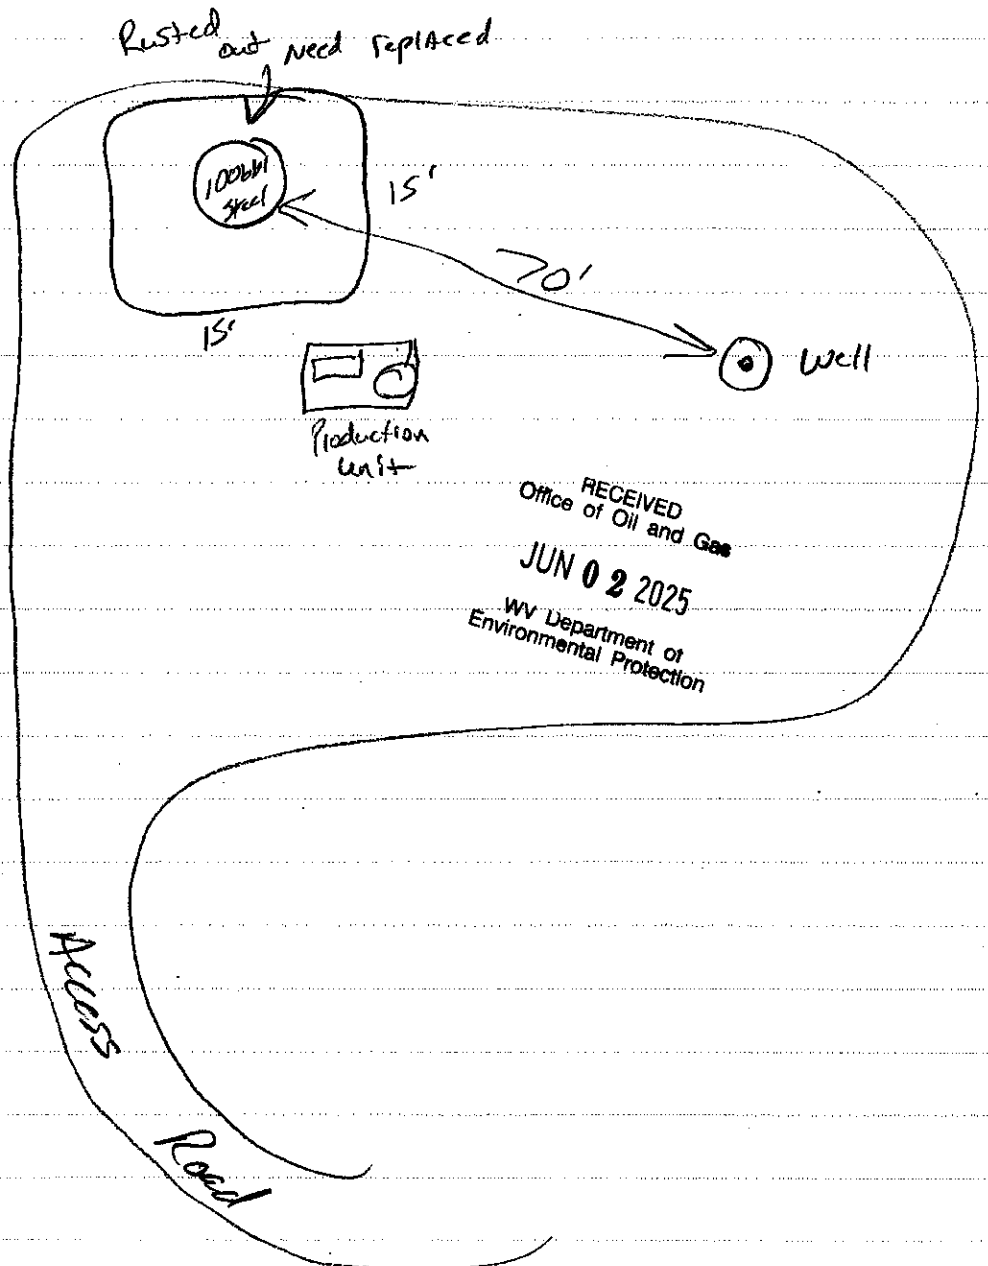 Rusted out need replaced
100bbl
steel
15'
70'
15'
Well
Production
unit
RECEIVED
Office of Oil and Gas
JUN 02 2025
WV Department of
Environmental Protection
Access
Road